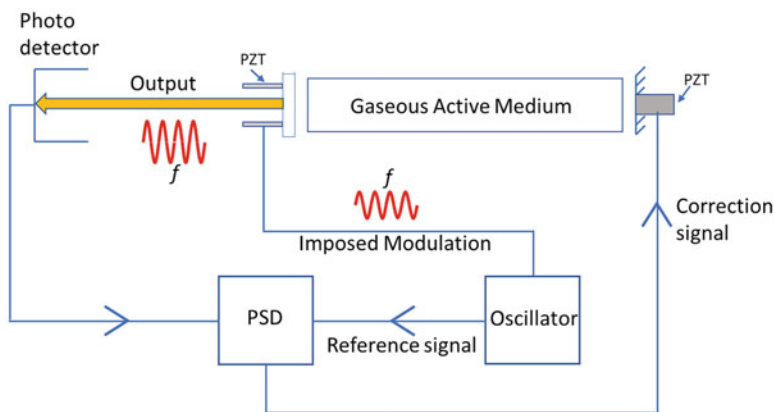 Photo
detector
PZT
Output
Gaseous Active Medium
PZT
f
f
Imposed Modulation
Correction
signal
PSD
Oscillator
Reference signal